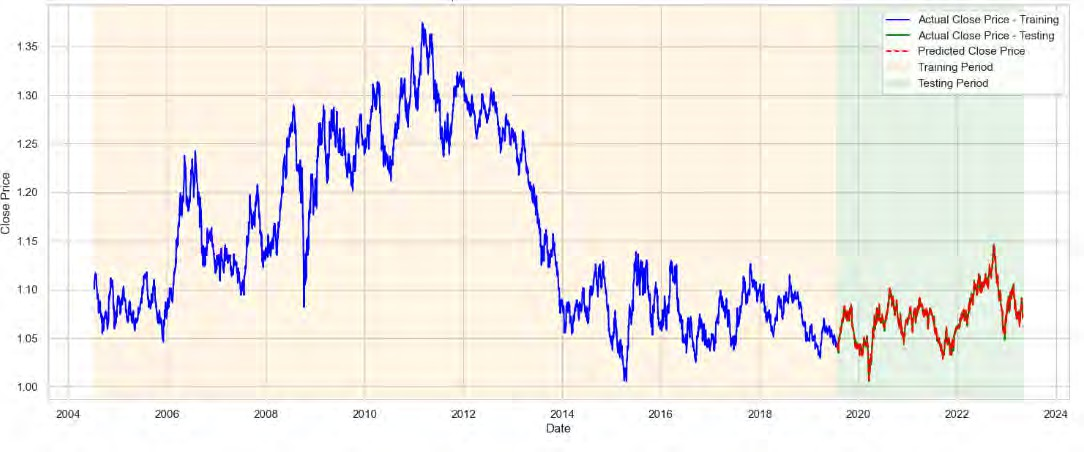 Actual Close Price - Training
Actual Close Price - Testing
Predicted Close Price
Training Period
Testing Period
1.35
1.30
1.25
1.20
1.15
1.10
1.05
1.00
Close Price
2004 2006 2008 2010 2012 2014 2016 2018 2020 2022 2024
Date